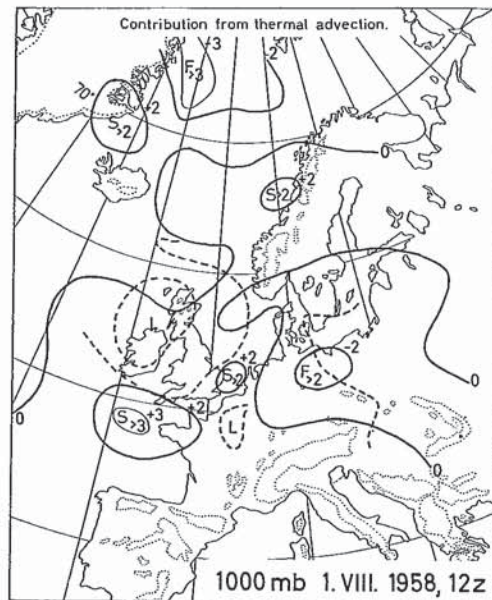 Contribution from thermal advection.
-3
F>3
-2
70°
+2
S>2
0
+2
S>2
L
+2
S>2
-2
F>2
0
+3
S>3
+2
0
L
0
1000 mb 1. VIII. 1958, 12z